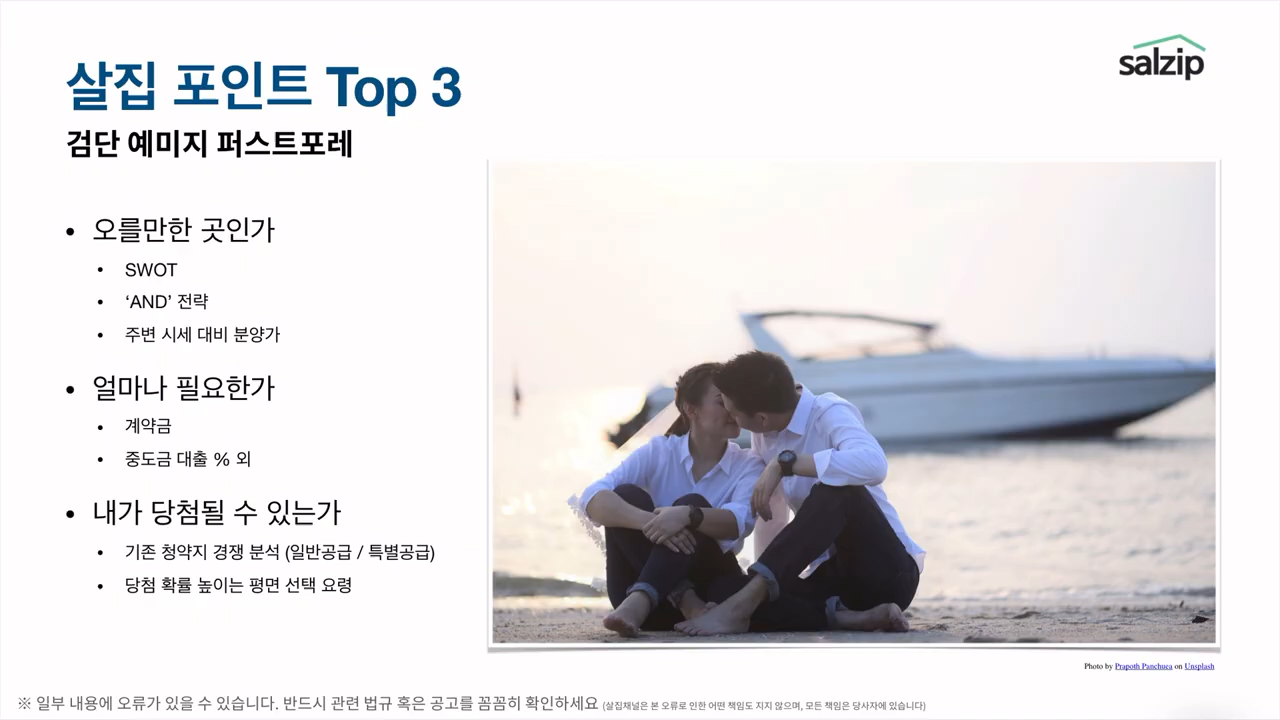 salzip
살집 포인트 Top 3
검단 예미지 퍼스트포레
• 오를만한 곳인가
• SWOT
• ‘AND’ 전략
• 주변 시세 대비 분양가
• 얼마나 필요한가
• 계약금
• 중도금 대출 % 외
• 내가 당첨될 수 있는가
• 기존 청약지 경쟁 분석 (일반공급 / 특별공급)
• 당첨 확률 높이는 평면 선택 요령
Photo by Prapoth Panchuea on Unsplash
※ 일부 내용에 오류가 있을 수 있습니다. 반드시 관련 법규 혹은 공고를 꼼꼼히 확인하세요 (살집채널은 본 오류로 인한 어떤 책임도 지지 않으며, 모든 책임은 당사자에 있습니다)